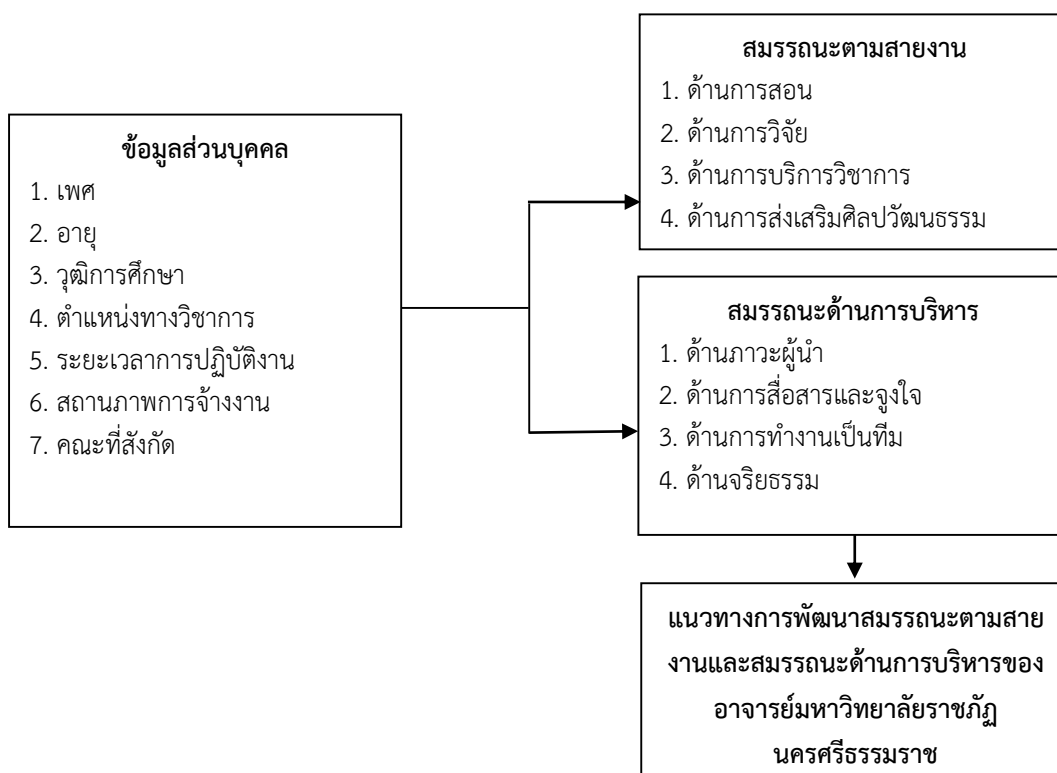 ข้อมูลส่วนบุคคล
1. เพศ
2. อายุ
3. วุฒิการศึกษา
4. ตำแหน่งทางวิชาการ
5. ระยะเวลาการปฏิบัติงาน
6. สถานภาพการจ้างงาน
7. คณะที่สังกัด
สมรรถนะตามสายงาน
1. ด้านการสอน
2. ด้านการวิจัย
3. ด้านการบริการวิชาการ
4. ด้านการส่งเสริมศิลปวัฒนธรรม
สมรรถนะด้านการบริหาร
1. ด้านภาวะผู้นำ
2. ด้านการสื่อสารและจูงใจ
3. ด้านการทำงานเป็นทีม
4. ด้านจริยธรรม
แนวทางการพัฒนาสมรรถนะตามสาย
งานและสมรรถนะด้านการบริหารของ
อาจารย์มหาวิทยาลัยราชภัฏ
นครศรีธรรมราช